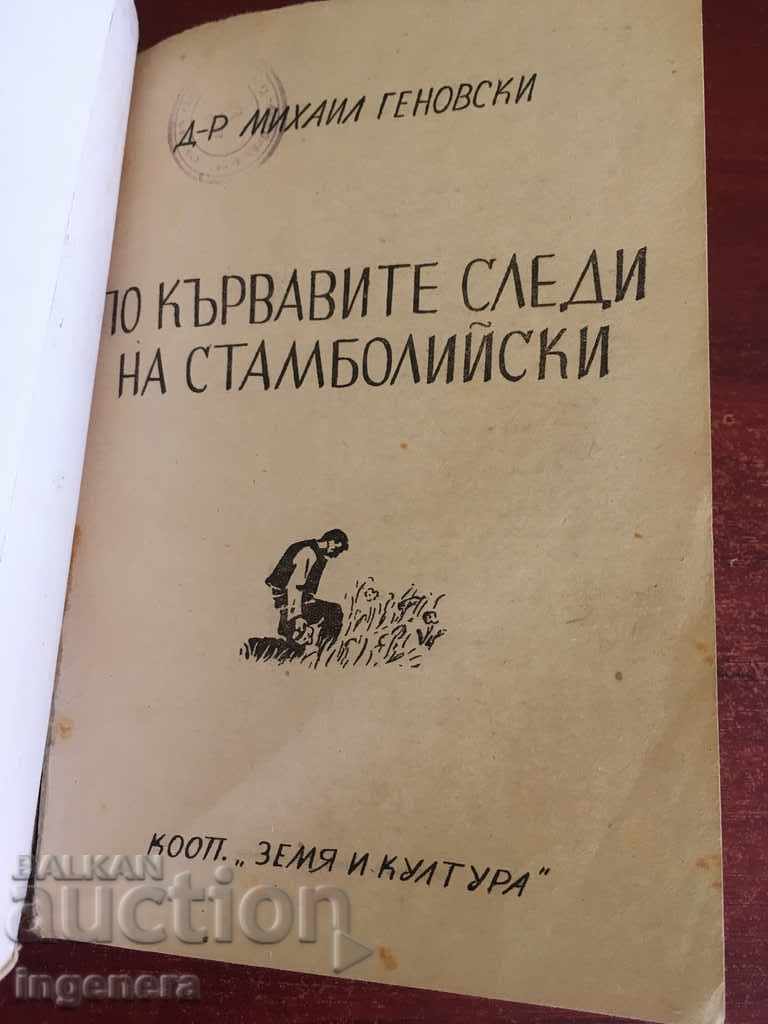 Д-Р МИХАИЛ ГЕНОВСКИ
ПО КЪРВАВИТЕ СЛЕДИ
НА СТАМБОЛИЙСКИ
КООП. „ЗЕМЯ И КУЛТУРА"
BALKAN
auction
ingenera